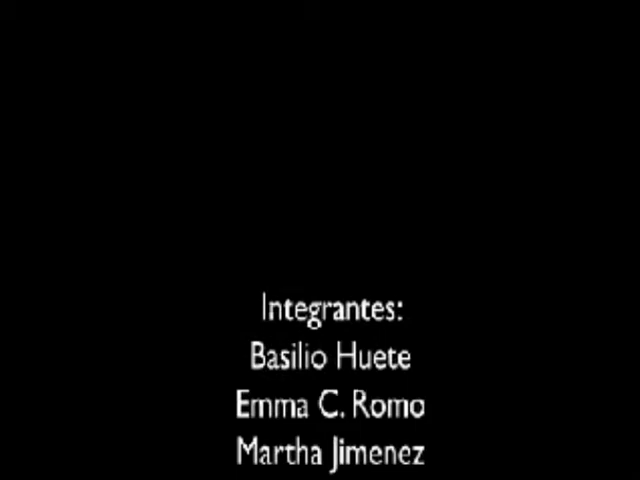 Integrantes:
Basilio Huete
Emma C. Romo
Martha Jimenez